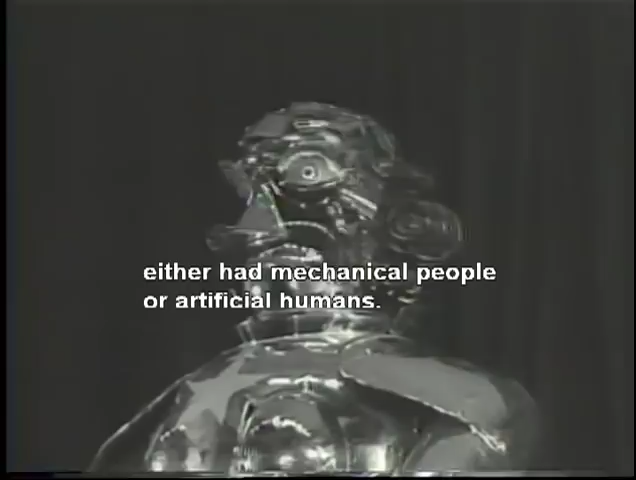 either had mechanical people
or artificial humans.